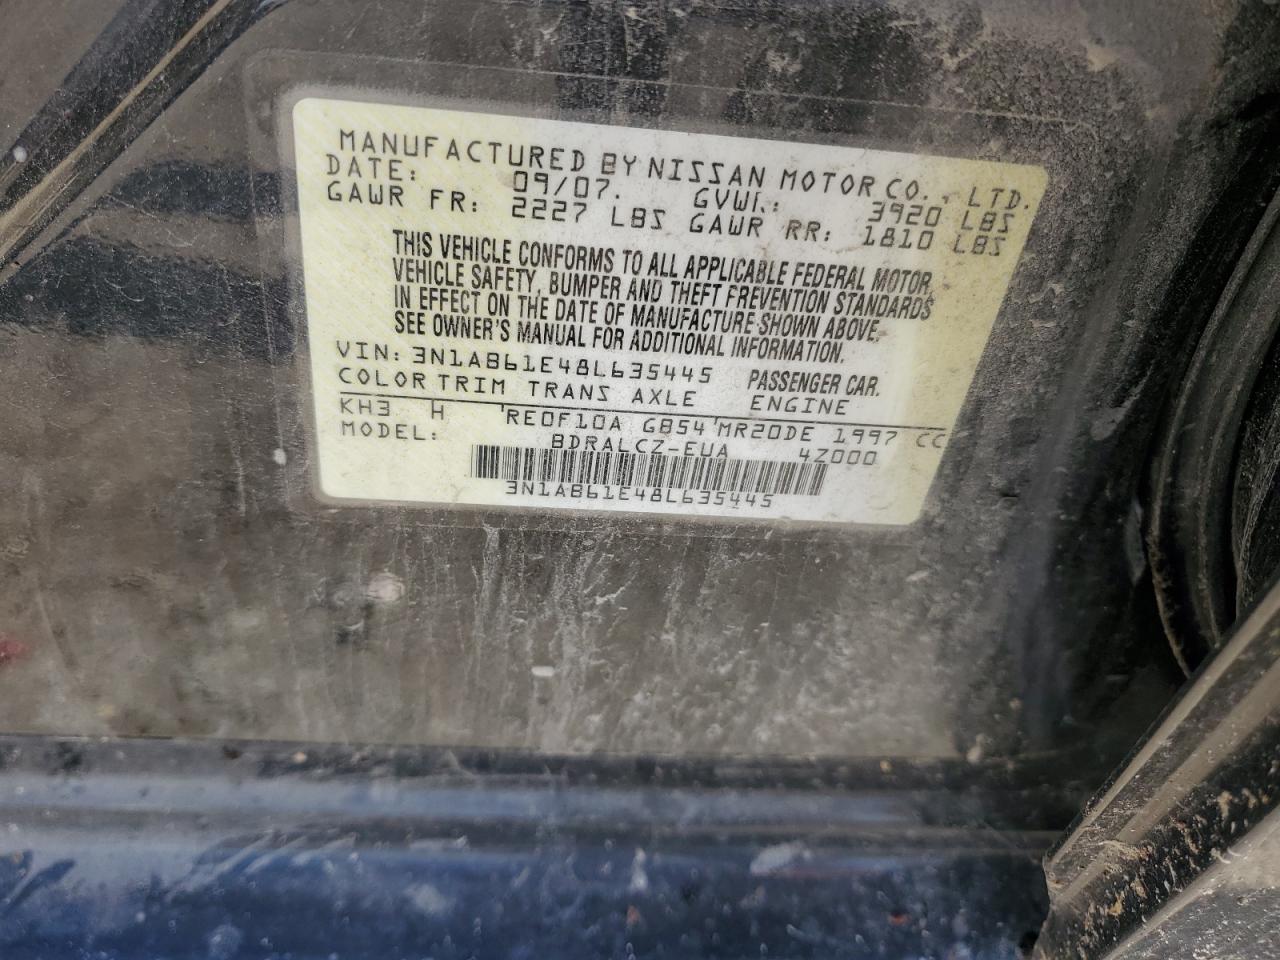 MANUFACTURED BY NISSAN MOTOR CO., LTD.
DATE: 09/07. GVWR: 3920 LBS
GAWR FR: 2227 LBS GAWR RR: 1810 LBS
THIS VEHICLE CONFORMS TO ALL APPLICABLE FEDERAL MOTOR
VEHICLE SAFETY, BUMPER AND THEFT PREVENTION STANDARDS
IN EFFECT ON THE DATE OF MANUFACTURE SHOWN ABOVE.
SEE OWNER'S MANUAL FOR ADDITIONAL INFORMATION.
VIN: 3N1AB61E48L635445 PASSENGER CAR.
COLOR TRIM TRANS AXLE ENGINE
KH3 H 'RE0F10A GB54'MR20DE 1997 CC
MODEL: BDRALCZ-EUA 4Z000
3N1AB61E48L635445